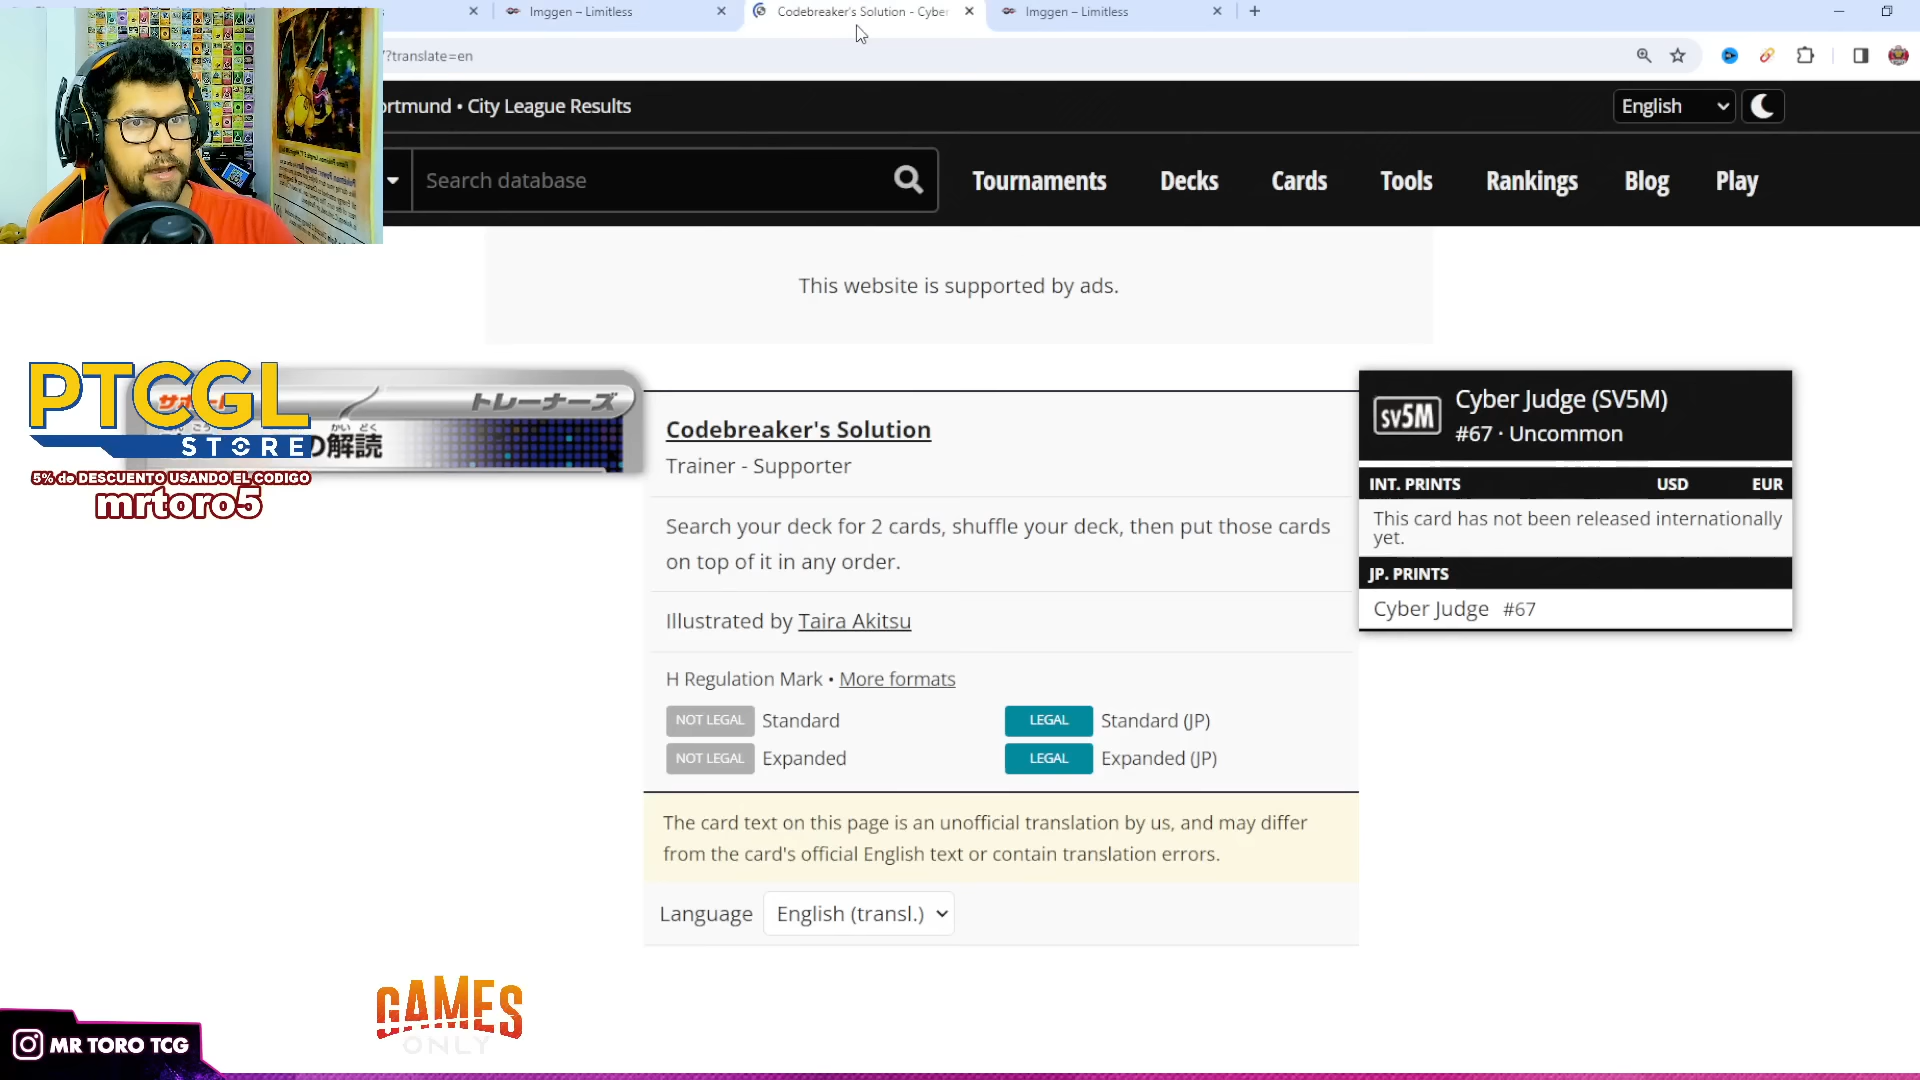 Imggen – Limitless
Codebreaker's Solution - Cyber
Imggen – Limitless
?translate=en
ortmund • City League Results
English
Search database
Tournaments
Decks
Cards
Tools
Rankings
Blog
Play
This website is supported by ads.
PTCGL
STORE
5% de DESCUENTO USANDO EL CODIGO
mrtoro5
トレーナーズ
の解読
かい どく
Codebreaker's Solution
Trainer - Supporter
Search your deck for 2 cards, shuffle your deck, then put those cards
on top of it in any order.
Illustrated by Taira Akitsu
H Regulation Mark • More formats
NOT LEGAL Standard
LEGAL Standard (JP)
NOT LEGAL Expanded
LEGAL Expanded (JP)
The card text on this page is an unofficial translation by us, and may differ
from the card's official English text or contain translation errors.
Language English (transl.)
sv5M
Cyber Judge (SV5M)
#67 · Uncommon
INT. PRINTS USD EUR
This card has not been released internationally
yet.
JP. PRINTS
Cyber Judge #67
GAMES
ONLY
MR TORO TCG